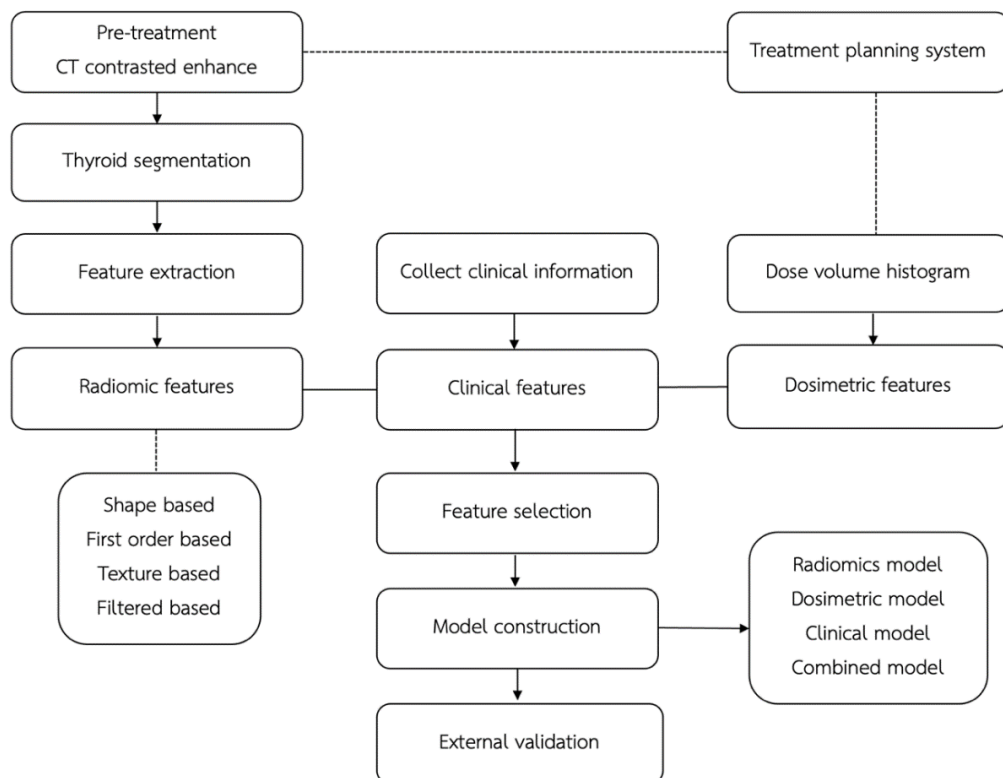 Pre-treatment
CT contrasted enhance
Treatment planning system
Thyroid segmentation
Feature extraction
Collect clinical information
Dose volume histogram
Radiomic features
Clinical features
Dosimetric features
Shape based
First order based
Texture based
Filtered based
Feature selection
Model construction
Radiomics model
Dosimetric model
Clinical model
Combined model
External validation